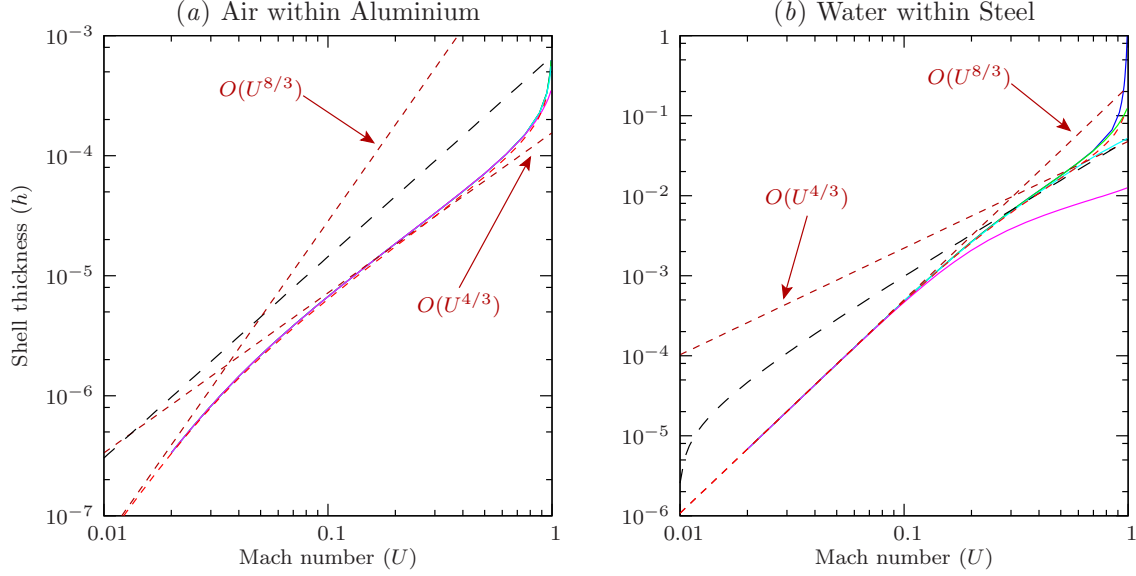 (a) Air within Aluminium
(b) Water within Steel
Shell thickness (h)
10⁻³
10⁻⁴
10⁻⁵
10⁻⁶
10⁻⁷
O(U^{8/3})
O(U^{4/3})
0.01
0.1
1
Mach number (U)
1
10⁻¹
10⁻²
10⁻³
10⁻⁴
10⁻⁵
10⁻⁶
O(U^{8/3})
O(U^{4/3})
0.01
0.1
1
Mach number (U)